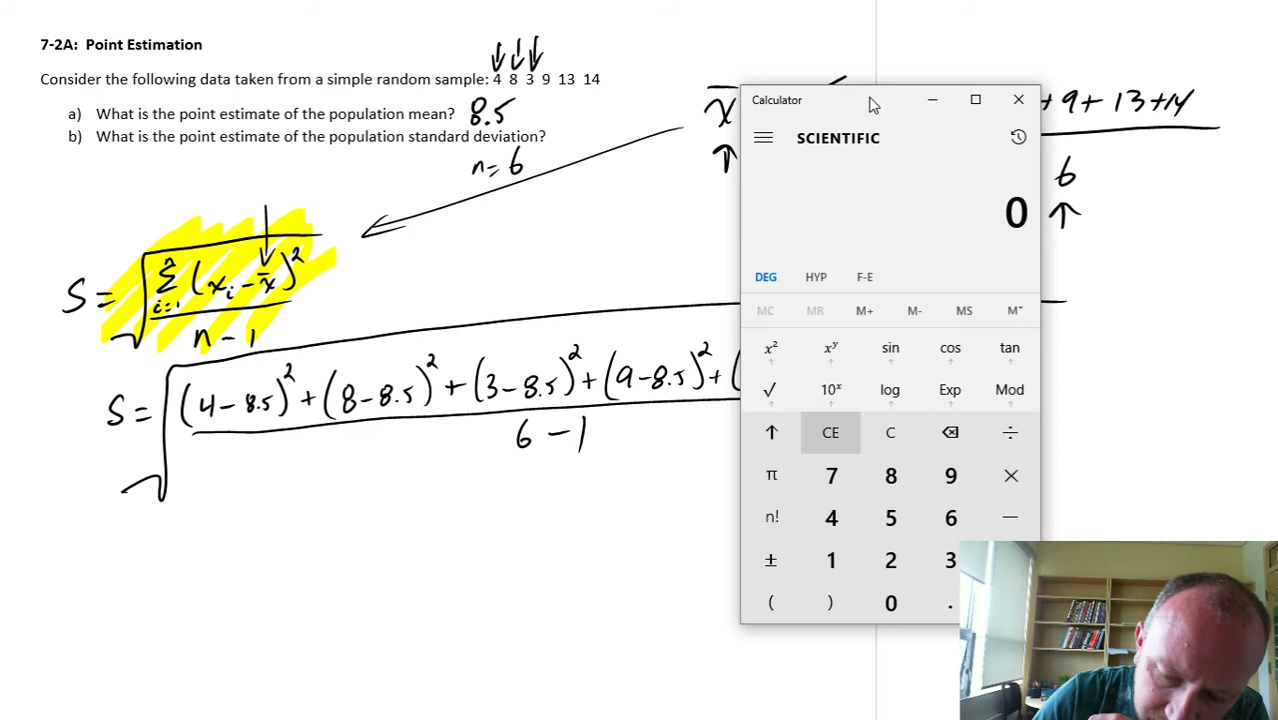 7-2A: Point Estimation
Consider the following data taken from a simple random sample: 4 8 3 9 13 14
a) What is the point estimate of the population mean? 8.5
b) What is the point estimate of the population standard deviation?
n = 6
x̄
+ 9 + 13 + 14
6
S = √ Σ (xᵢ - x̄)²
n
i=1
n - 1
S = √ (4 - 8.5)² + (8 - 8.5)² + (3 - 8.5)² + (9 - 8.5)² + (
6 - 1
Calculator
SCIENTIFIC
0
DEG HYP F-E
MC MR M+ M- MS M˅
x² xʸ sin cos tan
√ 10ˣ log Exp Mod
↑ CE C ⌫ ÷
π 7 8 9 ×
n! 4 5 6 −
± 1 2 3
( ) 0 .